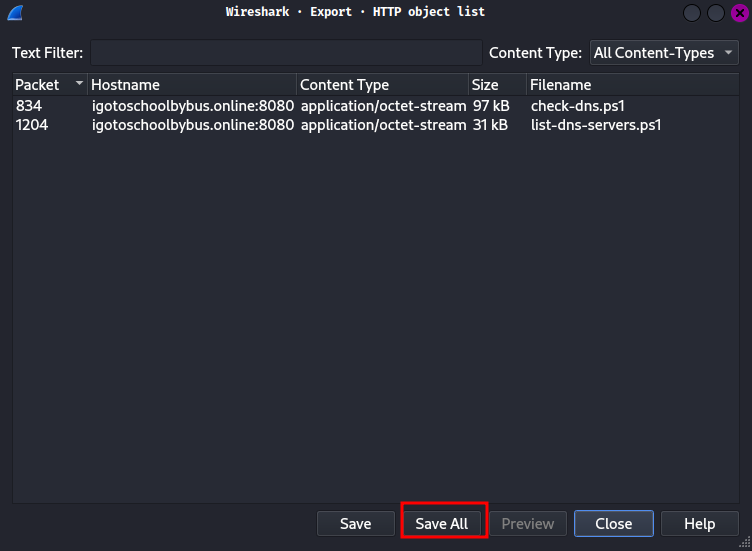 Wireshark · Export · HTTP object list
Text Filter: Content Type: All Content-Types
Packet Hostname Content Type Size Filename
834 igotoschoolbybus.online:8080 application/octet-stream 97 kB check-dns.ps1
1204 igotoschoolbybus.online:8080 application/octet-stream 31 kB list-dns-servers.ps1
Save Save All Preview Close Help